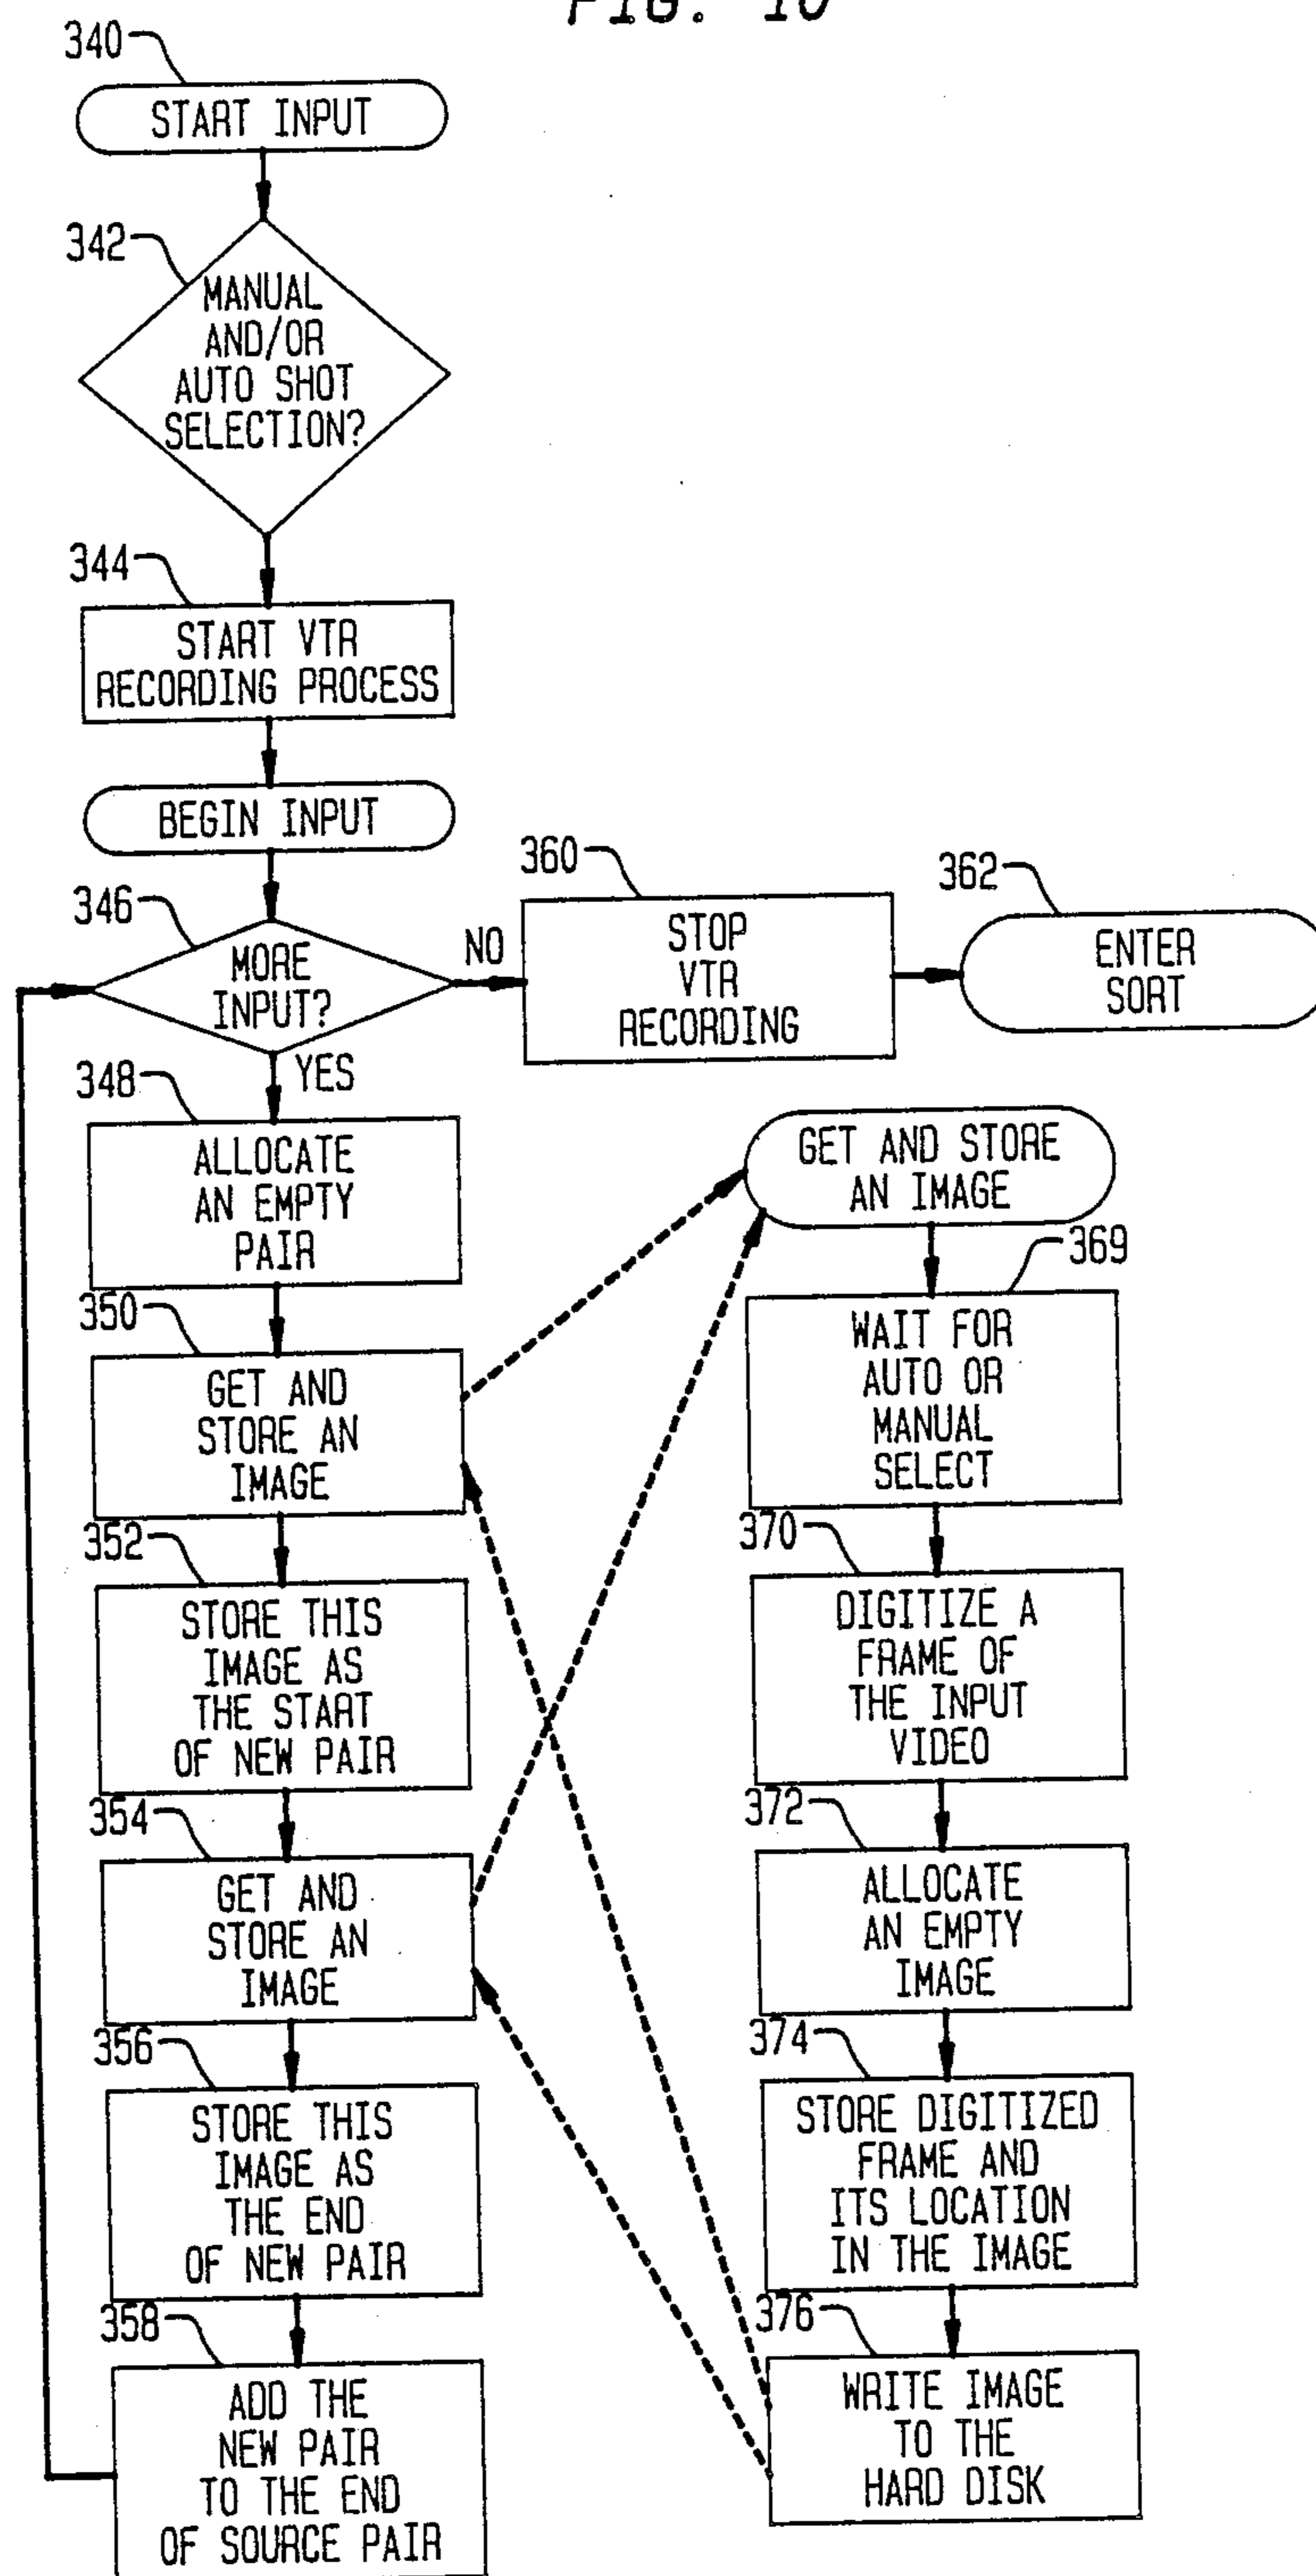 FIG. 10
340
START INPUT
342
MANUAL
AND/OR
AUTO SHOT
SELECTION?
344
START VTR
RECORDING PROCESS
BEGIN INPUT
346
MORE
INPUT?
NO
YES
360
STOP
VTR
RECORDING
362
ENTER
SORT
348
ALLOCATE
AN EMPTY
PAIR
350
GET AND
STORE AN
IMAGE
352
STORE THIS
IMAGE AS
THE START
OF NEW PAIR
354
GET AND
STORE AN
IMAGE
356
STORE THIS
IMAGE AS
THE END
OF NEW PAIR
358
ADD THE
NEW PAIR
TO THE END
OF SOURCE PAIR
GET AND STORE
AN IMAGE
369
WAIT FOR
AUTO OR
MANUAL
SELECT
370
DIGITIZE A
FRAME OF
THE INPUT
VIDEO
372
ALLOCATE
AN EMPTY
IMAGE
374
STORE DIGITIZED
FRAME AND
ITS LOCATION
IN THE IMAGE
376
WRITE IMAGE
TO THE
HARD DISK